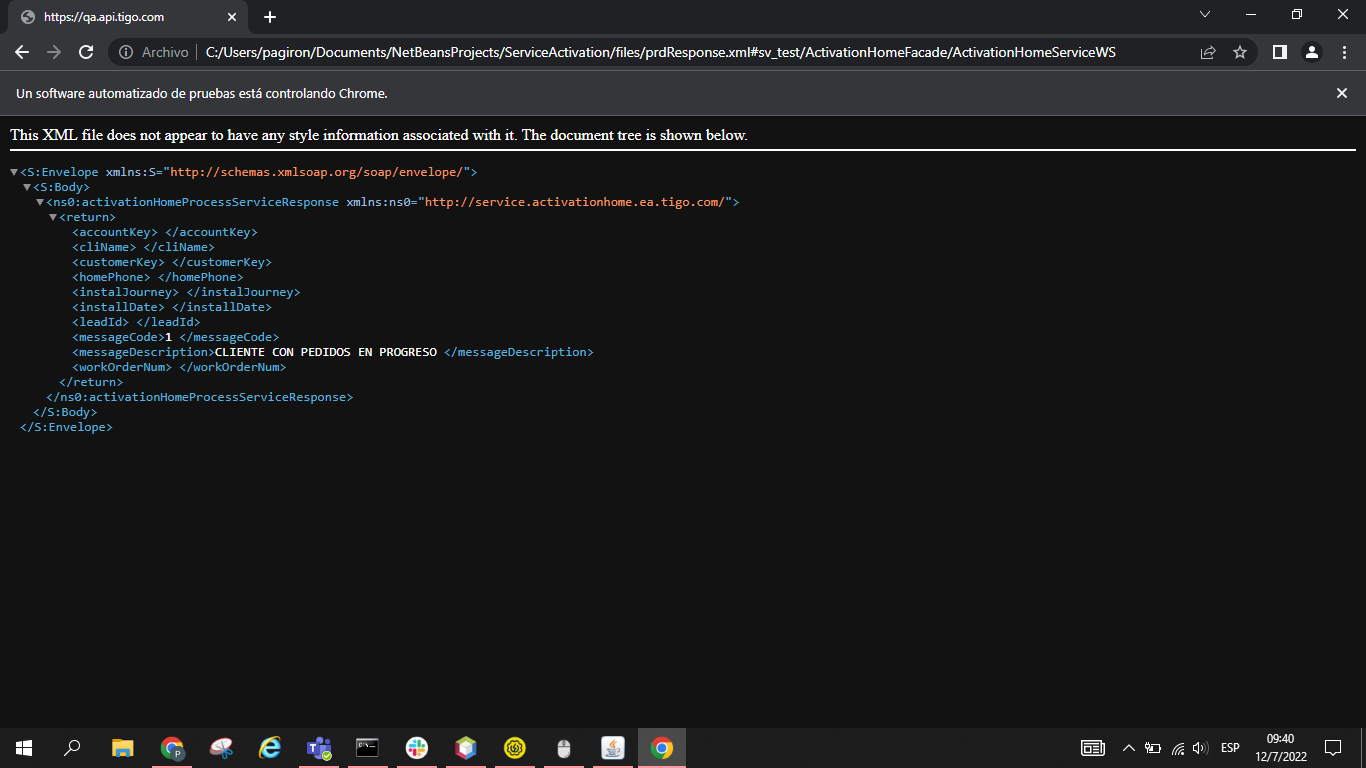 https://qa.api.tigo.com
Archivo
C:/Users/pagiron/Documents/NetBeansProjects/ServiceActivation/files/prdResponse.xml#sv_test/ActivationHomeFacade/ActivationHomeServiceWS
Un software automatizado de pruebas está controlando Chrome.
This XML file does not appear to have any style information associated with it. The document tree is shown below.
<S:Envelope xmlns:S="http://schemas.xmlsoap.org/soap/envelope/">
<S:Body>
<ns0:activationHomeProcessServiceResponse xmlns:ns0="http://service.activationhome.ea.tigo.com/">
<return>
<accountKey> </accountKey>
<cliName> </cliName>
<customerKey> </customerKey>
<homePhone> </homePhone>
<instalJourney> </instalJourney>
<installDate> </installDate>
<leadId> </leadId>
<messageCode>1 </messageCode>
<messageDescription>CLIENTE CON PEDIDOS EN PROGRESO </messageDescription>
<workOrderNum> </workOrderNum>
</return>
</ns0:activationHomeProcessServiceResponse>
</S:Body>
</S:Envelope>
ESP
09:40
12/7/2022